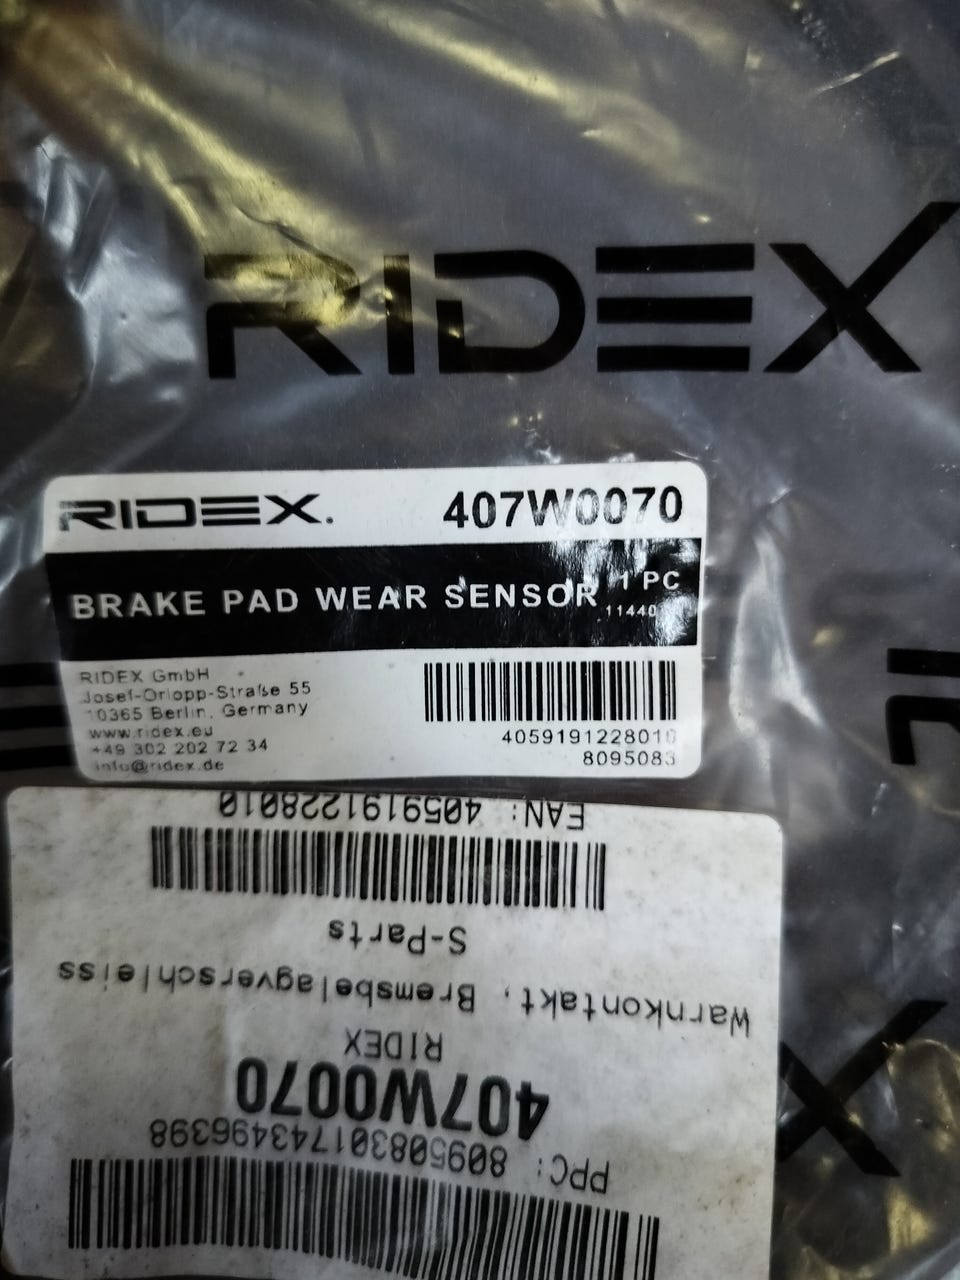 RIDEX
RIDEX.
407W0070
BRAKE PAD WEAR SENSOR
1 PC
RIDEX GmbH
Josef-Orlopp-Straße 55
10365 Berlin, Germany
www.ridex.eu
+49 302 202 72 34
info@ridex.de
4059191228010
8095083
PPC: 809508301743496398
407W0070
RIDEX
Warnkontakt, Bremsbelagverschleiss
S-Parts
EAN: 4059191228010